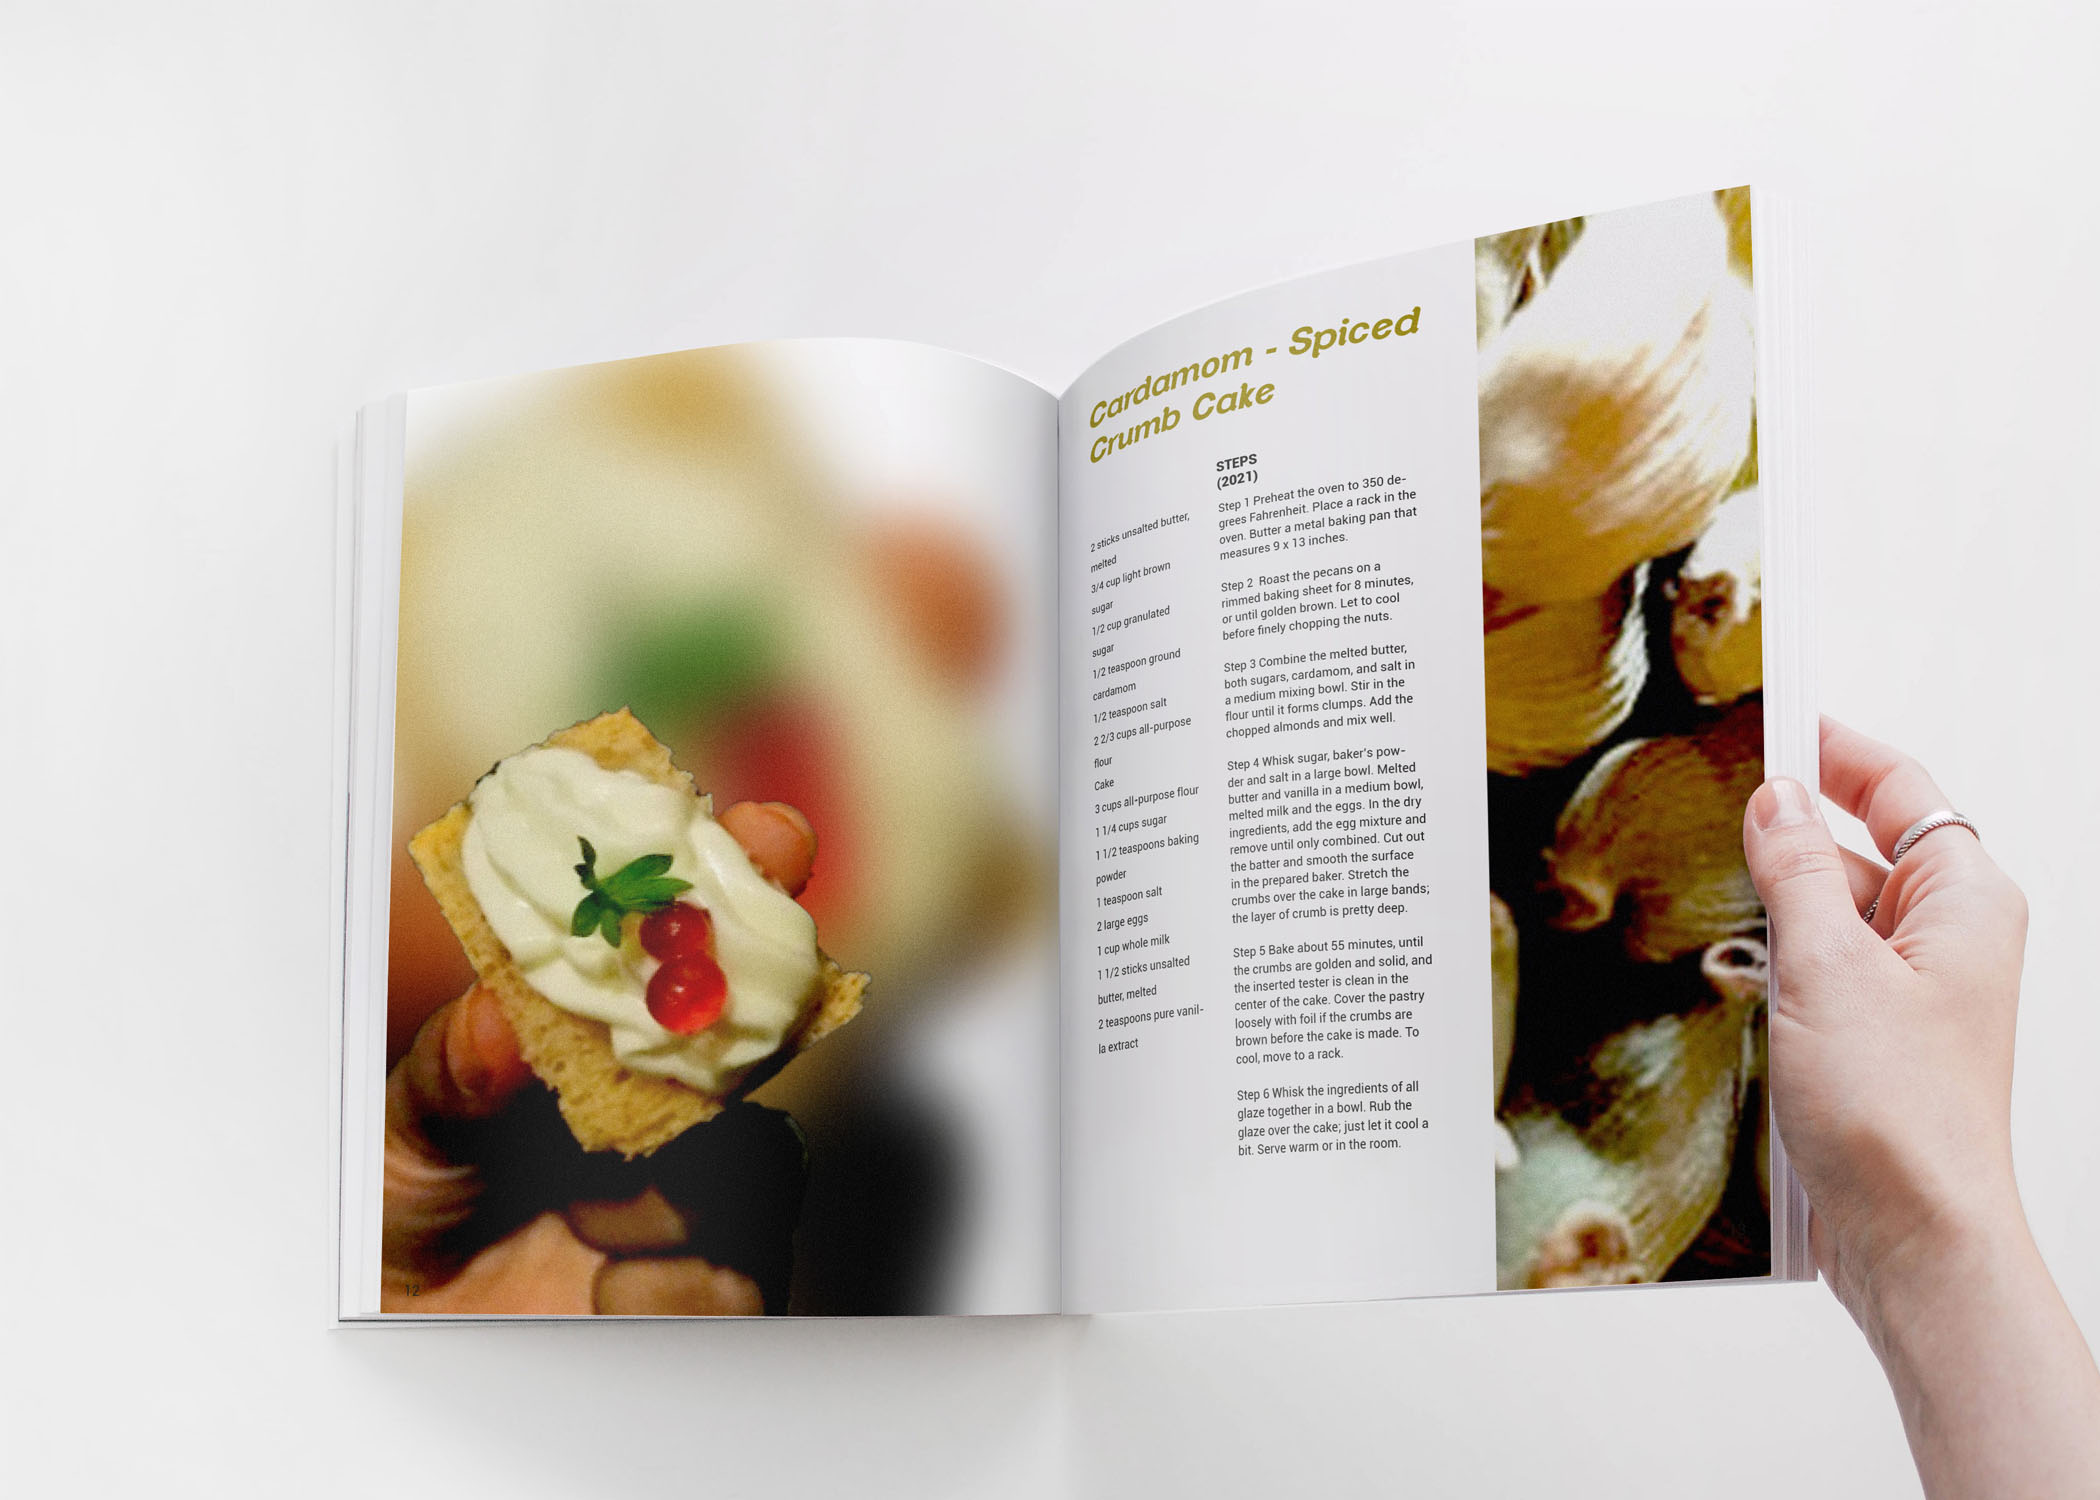 Cardamom - Spiced
Crumb Cake
2 sticks unsalted butter,
melted
3/4 cup light brown
sugar
1/2 cup granulated
sugar
1/2 teaspoon ground
cardamom
1/2 teaspoon salt
2 2/3 cups all-purpose
flour
Cake
3 cups all-purpose flour
1 1/4 cups sugar
1 1/2 teaspoons baking
powder
1 teaspoon salt
2 large eggs
1 cup whole milk
1 1/2 sticks unsalted
butter, melted
2 teaspoons pure vanil-
la extract
STEPS
(2021)
Step 1 Preheat the oven to 350 de-
grees Fahrenheit. Place a rack in the
oven. Butter a metal baking pan that
measures 9 x 13 inches.
Step 2 Roast the pecans on a
rimmed baking sheet for 8 minutes,
or until golden brown. Let to cool
before finely chopping the nuts.
Step 3 Combine the melted butter,
both sugars, cardamom, and salt in
a medium mixing bowl. Stir in the
flour until it forms clumps. Add the
chopped almonds and mix well.
Step 4 Whisk sugar, baker's pow-
der and salt in a large bowl. Melted
butter and vanilla in a medium bowl,
melted milk and the eggs. In the dry
ingredients, add the egg mixture and
remove until only combined. Cut out
the batter and smooth the surface
in the prepared baker. Stretch the
crumbs over the cake in large bands;
the layer of crumb is pretty deep.
Step 5 Bake about 55 minutes, until
the crumbs are golden and solid, and
the inserted tester is clean in the
center of the cake. Cover the pastry
loosely with foil if the crumbs are
brown before the cake is made. To
cool, move to a rack.
Step 6 Whisk the ingredients of all
glaze together in a bowl. Rub the
glaze over the cake; just let it cool a
bit. Serve warm or in the room.
12